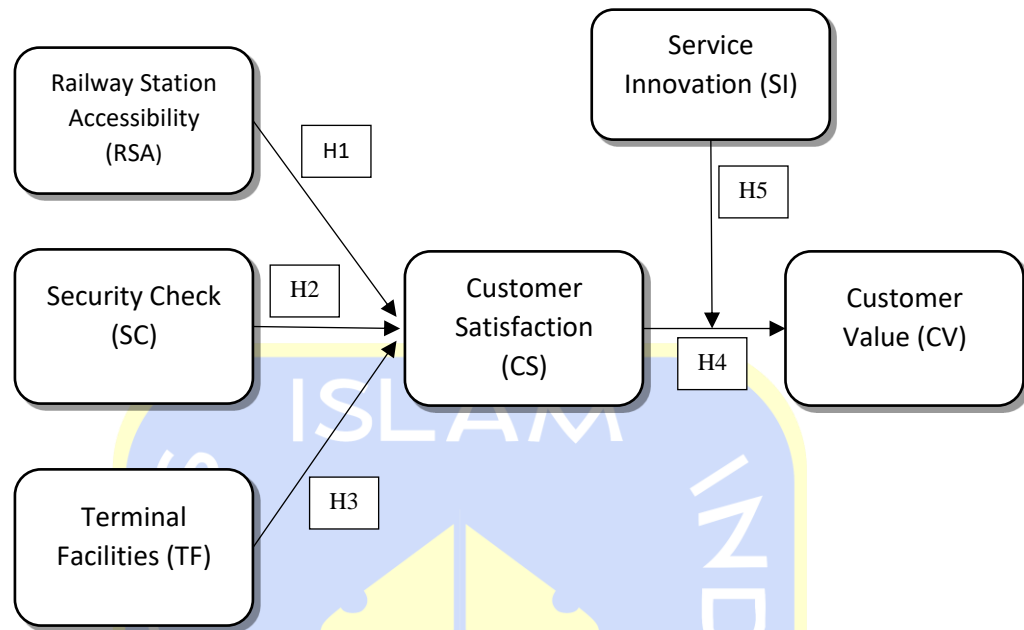 Railway Station
Accessibility
(RSA)
H1
Service
Innovation (SI)
H5
Security Check
(SC)
H2
Customer
Satisfaction
(CS)
H4
Customer
Value (CV)
Terminal
Facilities (TF)
H3
ISLAM
IND